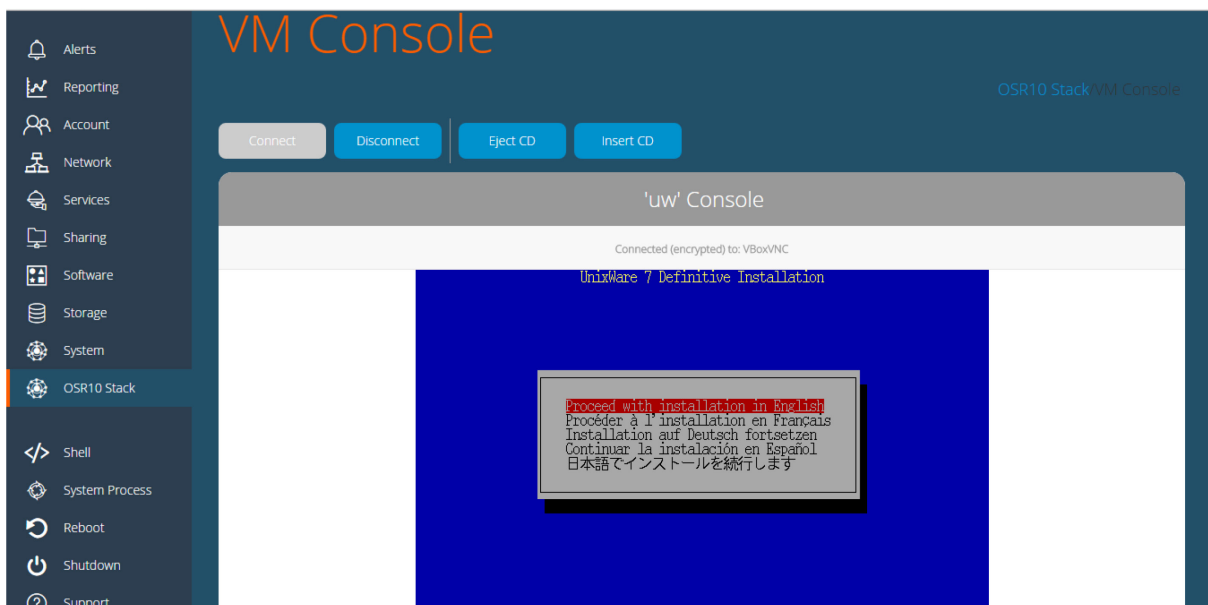 VM Console
OSR10 Stack/VM Console
Alerts
Reporting
Account
Network
Services
Sharing
Software
Storage
System
OSR10 Stack
Shell
System Process
Reboot
Shutdown
Support
Connect
Disconnect
Eject CD
Insert CD
'uw' Console
Connected (encrypted) to: VBoxVNC
UnixWare 7 Definitive Installation
Proceed with installation in English
Procéder à l'installation en Français
Installation auf Deutsch fortsetzen
Continuar la instalación en Español
日本語でインストールを続行します